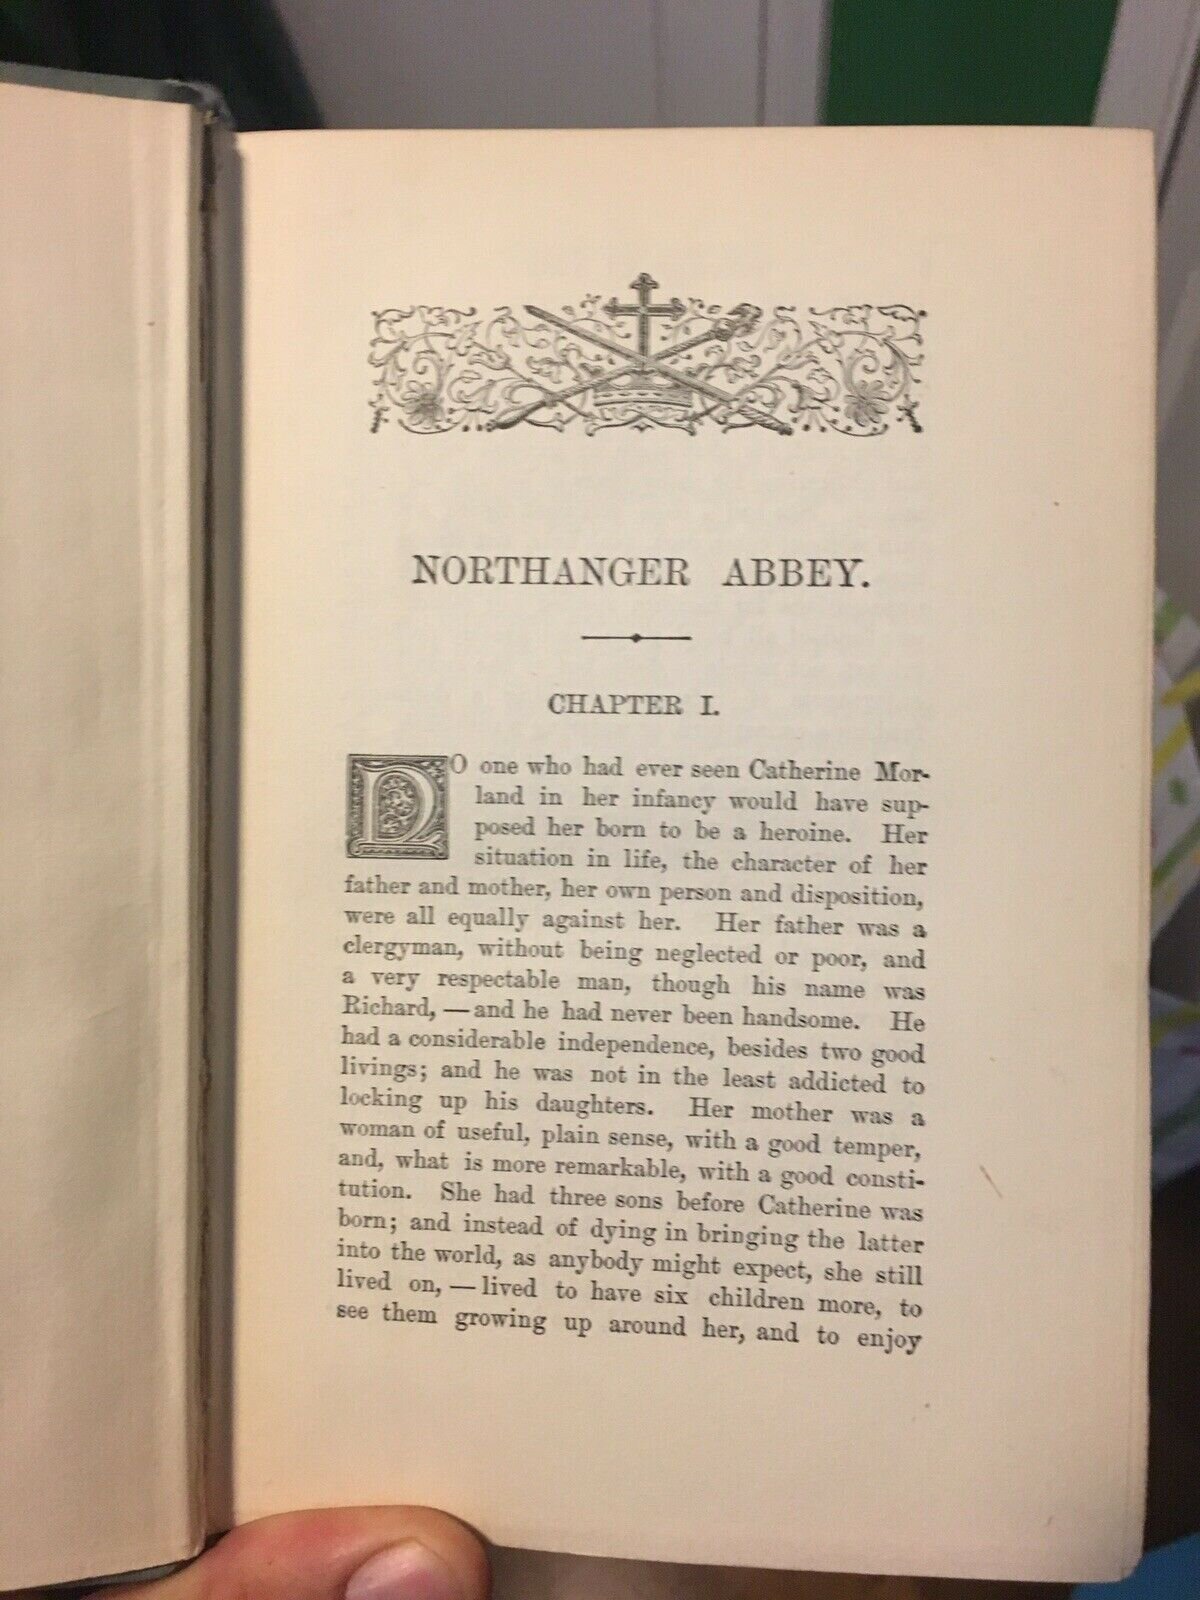 NORTHANGER ABBEY.
CHAPTER I.
NO one who had ever seen Catherine Mor-
land in her infancy would have sup-
posed her born to be a heroine. Her
situation in life, the character of her
father and mother, her own person and disposition,
were all equally against her. Her father was a
clergyman, without being neglected or poor, and
a very respectable man, though his name was
Richard, — and he had never been handsome. He
had a considerable independence, besides two good
livings; and he was not in the least addicted to
locking up his daughters. Her mother was a
woman of useful, plain sense, with a good temper,
and, what is more remarkable, with a good consti-
tution. She had three sons before Catherine was
born; and instead of dying in bringing the latter
into the world, as anybody might expect, she still
lived on, — lived to have six children more, to
see them growing up around her, and to enjoy